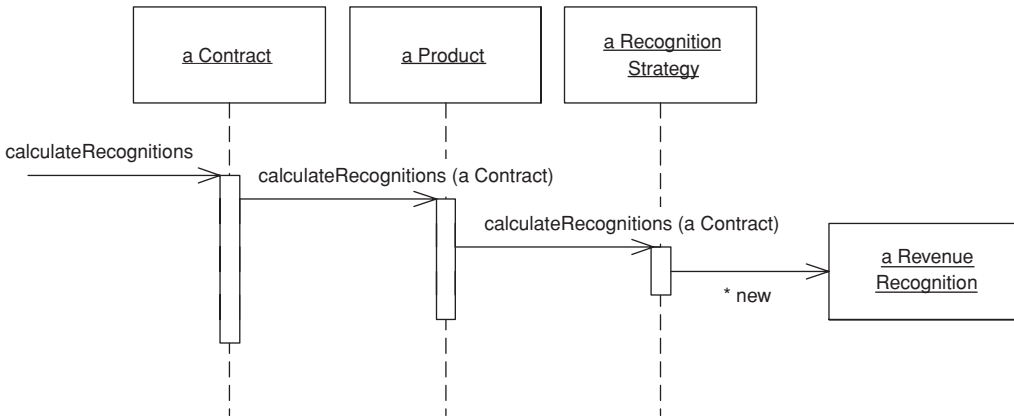 a Contract
a Product
a Recognition
Strategy
calculateRecognitions
calculateRecognitions (a Contract)
calculateRecognitions (a Contract)
a Revenue
Recognition
* new